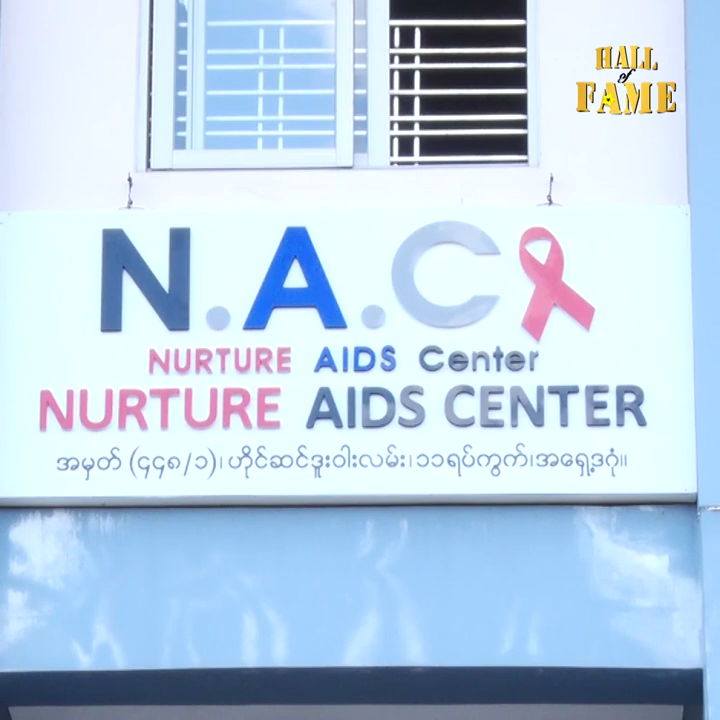 HALL
of
FAME
N.A.C
NURTURE AIDS Center
NURTURE AIDS CENTER
အမှတ် (၄၄၈/၁)၊ဟိုင်ဆင်ဒူးဝါးလမ်း၊၁၁ရပ်ကွက်၊အရှေ့ဒဂုံ။